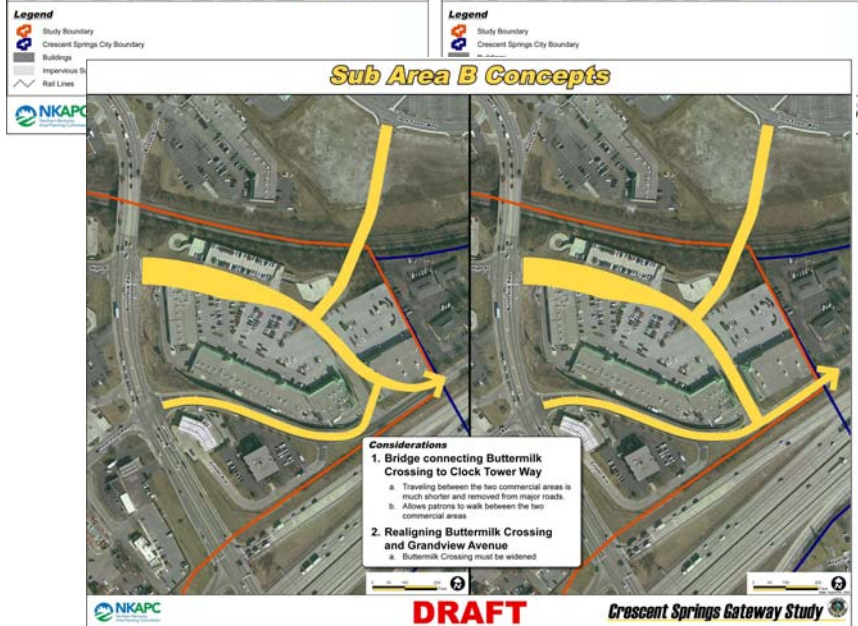 Legend
Study Boundary
Crescent Springs City Boundary
Buildings
Impervious
Rail Lines
NKAPC
Legend
Study Boundary
Crescent Springs City Boundary
Sub Area B Concepts
Considerations
1. Bridge connecting Buttermilk
Crossing to Clock Tower Way
a. Traveling between the two commercial areas is
much shorter and removed from major roads.
b. Allows patrons to walk between the two
commercial areas
2. Realigning Buttermilk Crossing
and Grandview Avenue
a. Buttermilk Crossing must be widened
NKAPC
DRAFT
Crescent Springs Gateway Study